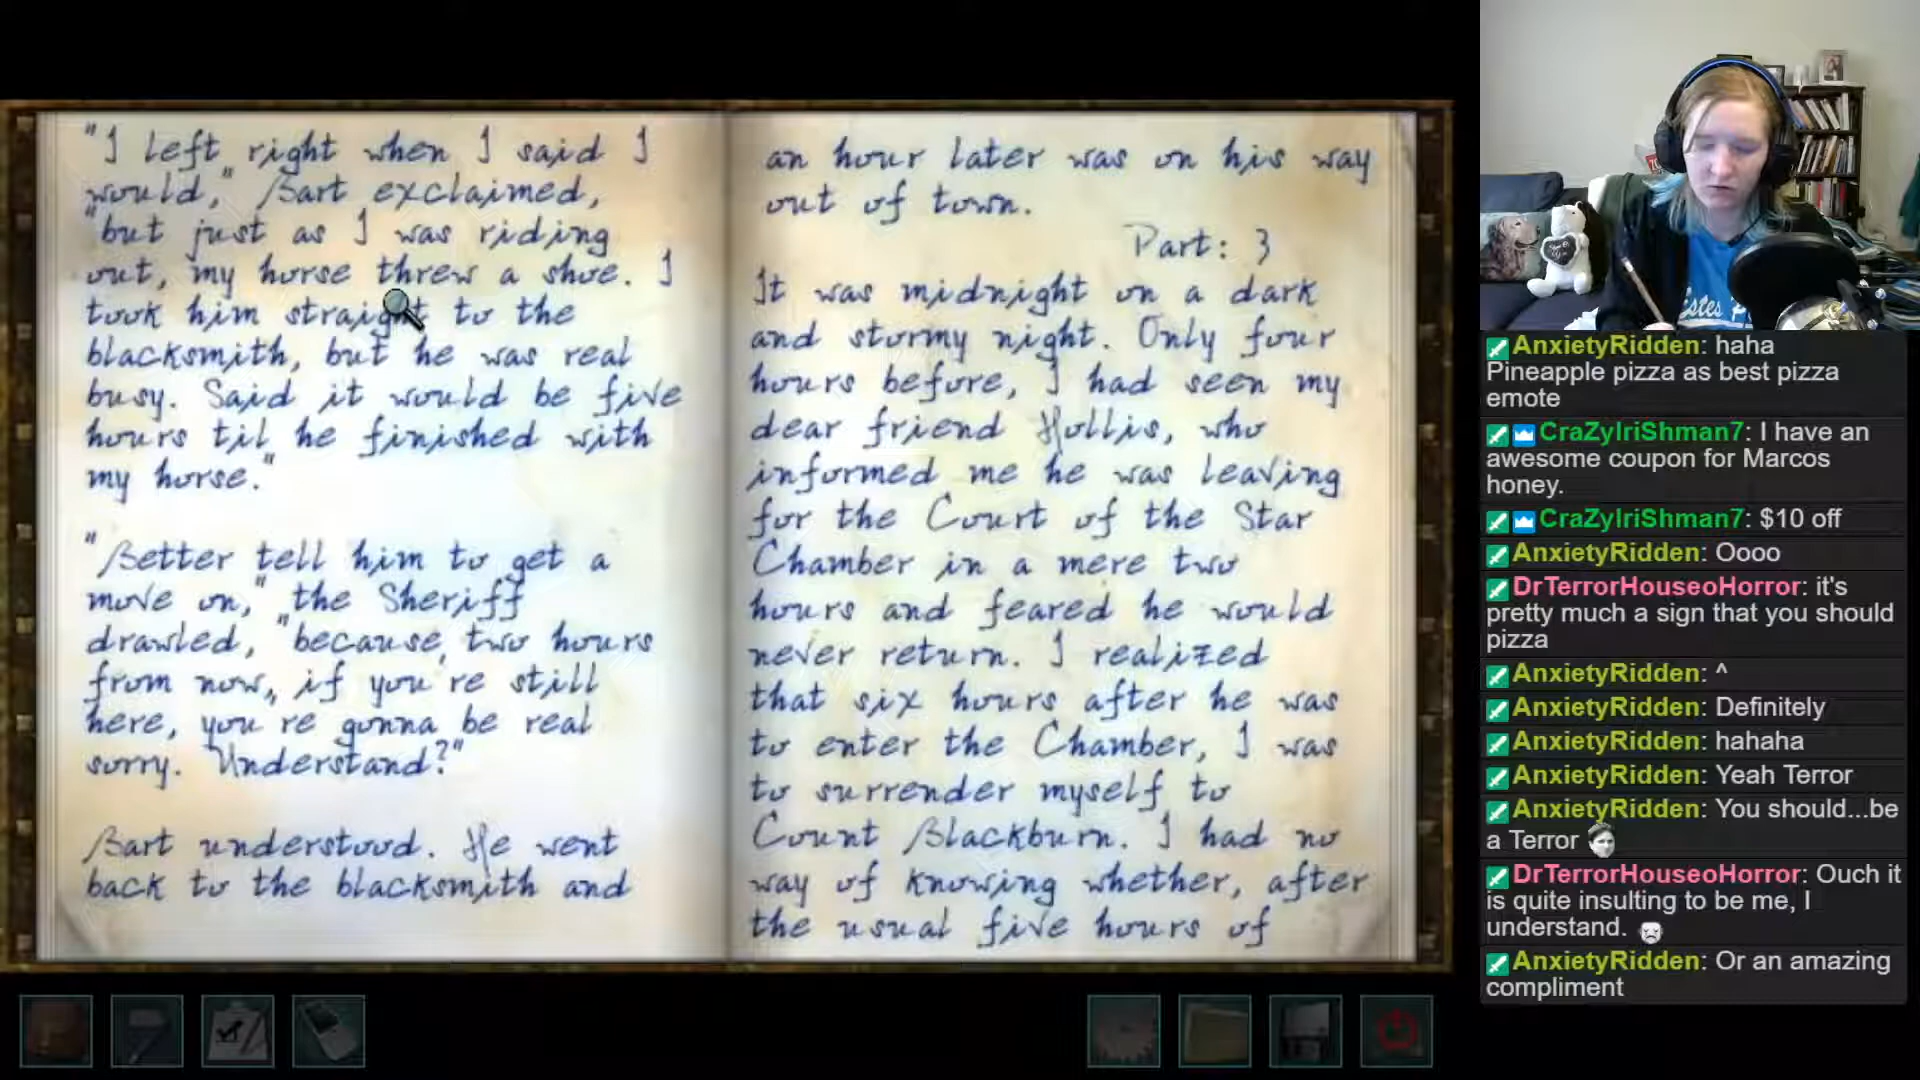 "I left right when I said I
would," Bart exclaimed,
"but just as I was riding
out, my horse threw a shoe. I
took him straight to the
blacksmith, but he was real
busy. Said it would be five
hours til he finished with
my horse."
"Better tell him to get a
move on," the Sheriff
drawled, "because, two hours
from now, if you're still
here, you're gonna be real
sorry. Understand?"
Bart understood. He went
back to the blacksmith and
an hour later was on his way
out of town.
Part: 3
It was midnight on a dark
and stormy night. Only four
hours before, I had seen my
dear friend Hollis, who
informed me he was leaving
for the Court of the Star
Chamber in a mere two
hours and feared he would
never return. I realized
that six hours after he was
to enter the Chamber, I was
to surrender myself to
Count Blackburn. I had no
way of knowing whether, after
the usual five hours of
AnxietyRidden: haha
Pineapple pizza as best pizza
emote
CraZyIriShman7: I have an
awesome coupon for Marcos
honey.
CraZyIriShman7: $10 off
AnxietyRidden: Oooo
DrTerrorHouseoHorror: it's
pretty much a sign that you should
pizza
AnxietyRidden: ^
AnxietyRidden: Definitely
AnxietyRidden: hahaha
AnxietyRidden: Yeah Terror
AnxietyRidden: You should...be
a Terror
DrTerrorHouseoHorror: Ouch it
is quite insulting to be me, I
understand.
AnxietyRidden: Or an amazing
compliment